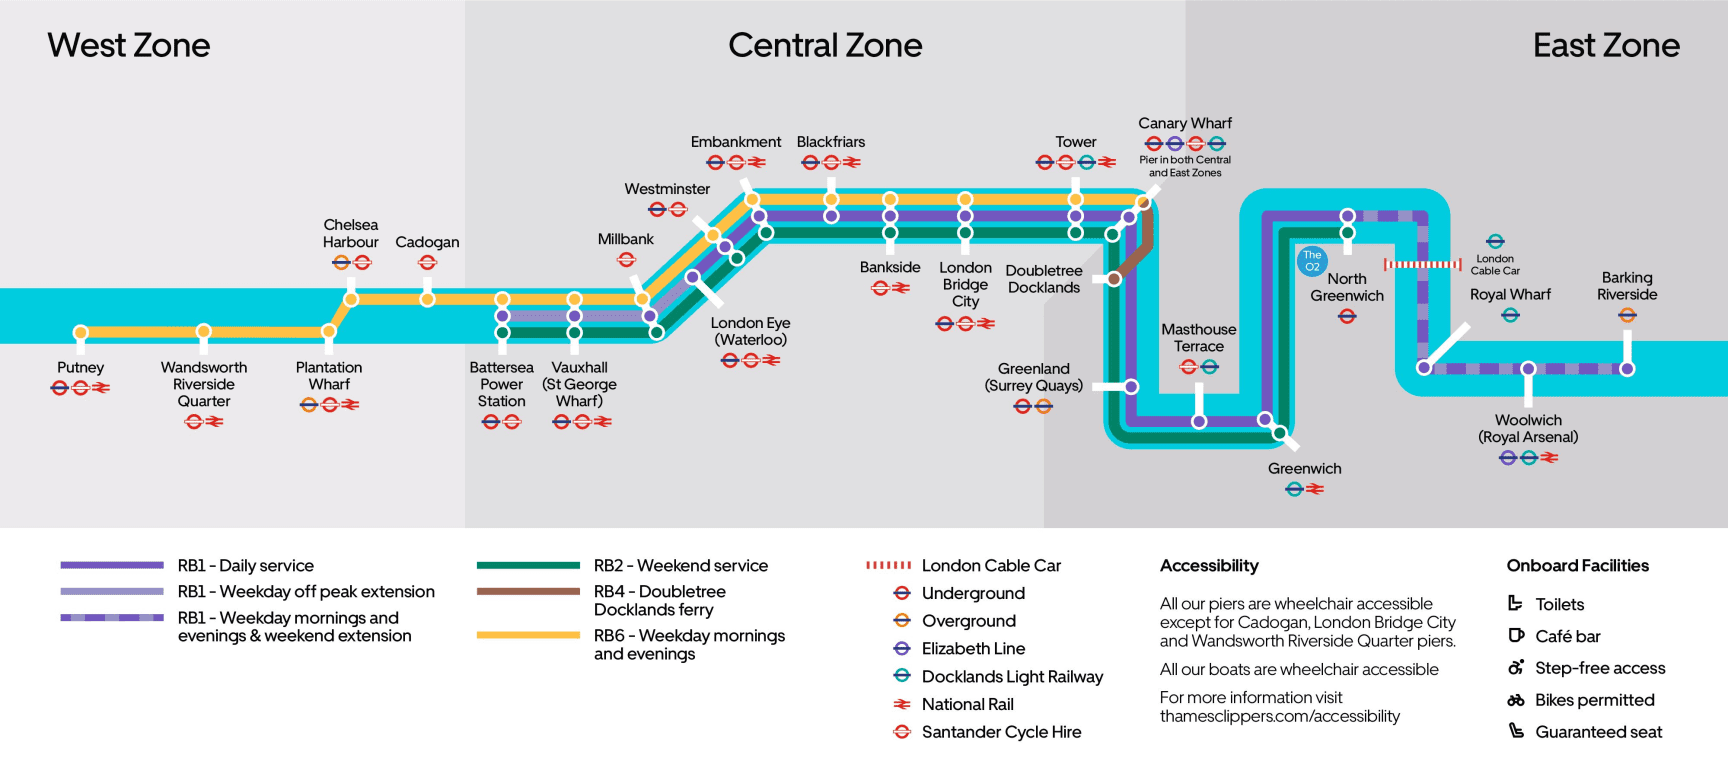 West Zone
Central Zone
East Zone
Canary Wharf
Pier in both Central
and East Zones
Embankment
Blackfriars
Tower
Westminster
Millbank
Chelsea
Harbour
Cadogan
Bankside
London
Bridge
City
Doubletree
Docklands
The
O2
North
Greenwich
London
Cable Car
Royal Wharf
Barking
Riverside
London Eye
(Waterloo)
Masthouse
Terrace
Greenland
(Surrey Quays)
Putney
Wandsworth
Riverside
Quarter
Plantation
Wharf
Battersea
Power
Station
Vauxhall
(St George
Wharf)
Woolwich
(Royal Arsenal)
Greenwich
RB1 - Daily service
RB1 - Weekday off peak extension
RB1 - Weekday mornings and
evenings & weekend extension
RB2 - Weekend service
RB4 - Doubletree
Docklands ferry
RB6 - Weekday mornings
and evenings
London Cable Car
Underground
Overground
Elizabeth Line
Docklands Light Railway
National Rail
Santander Cycle Hire
Accessibility
All our piers are wheelchair accessible
except for Cadogan, London Bridge City
and Wandsworth Riverside Quarter piers.
All our boats are wheelchair accessible
For more information visit
thamesclippers.com/accessibility
Onboard Facilities
Toilets
Café bar
Step-free access
Bikes permitted
Guaranteed seat